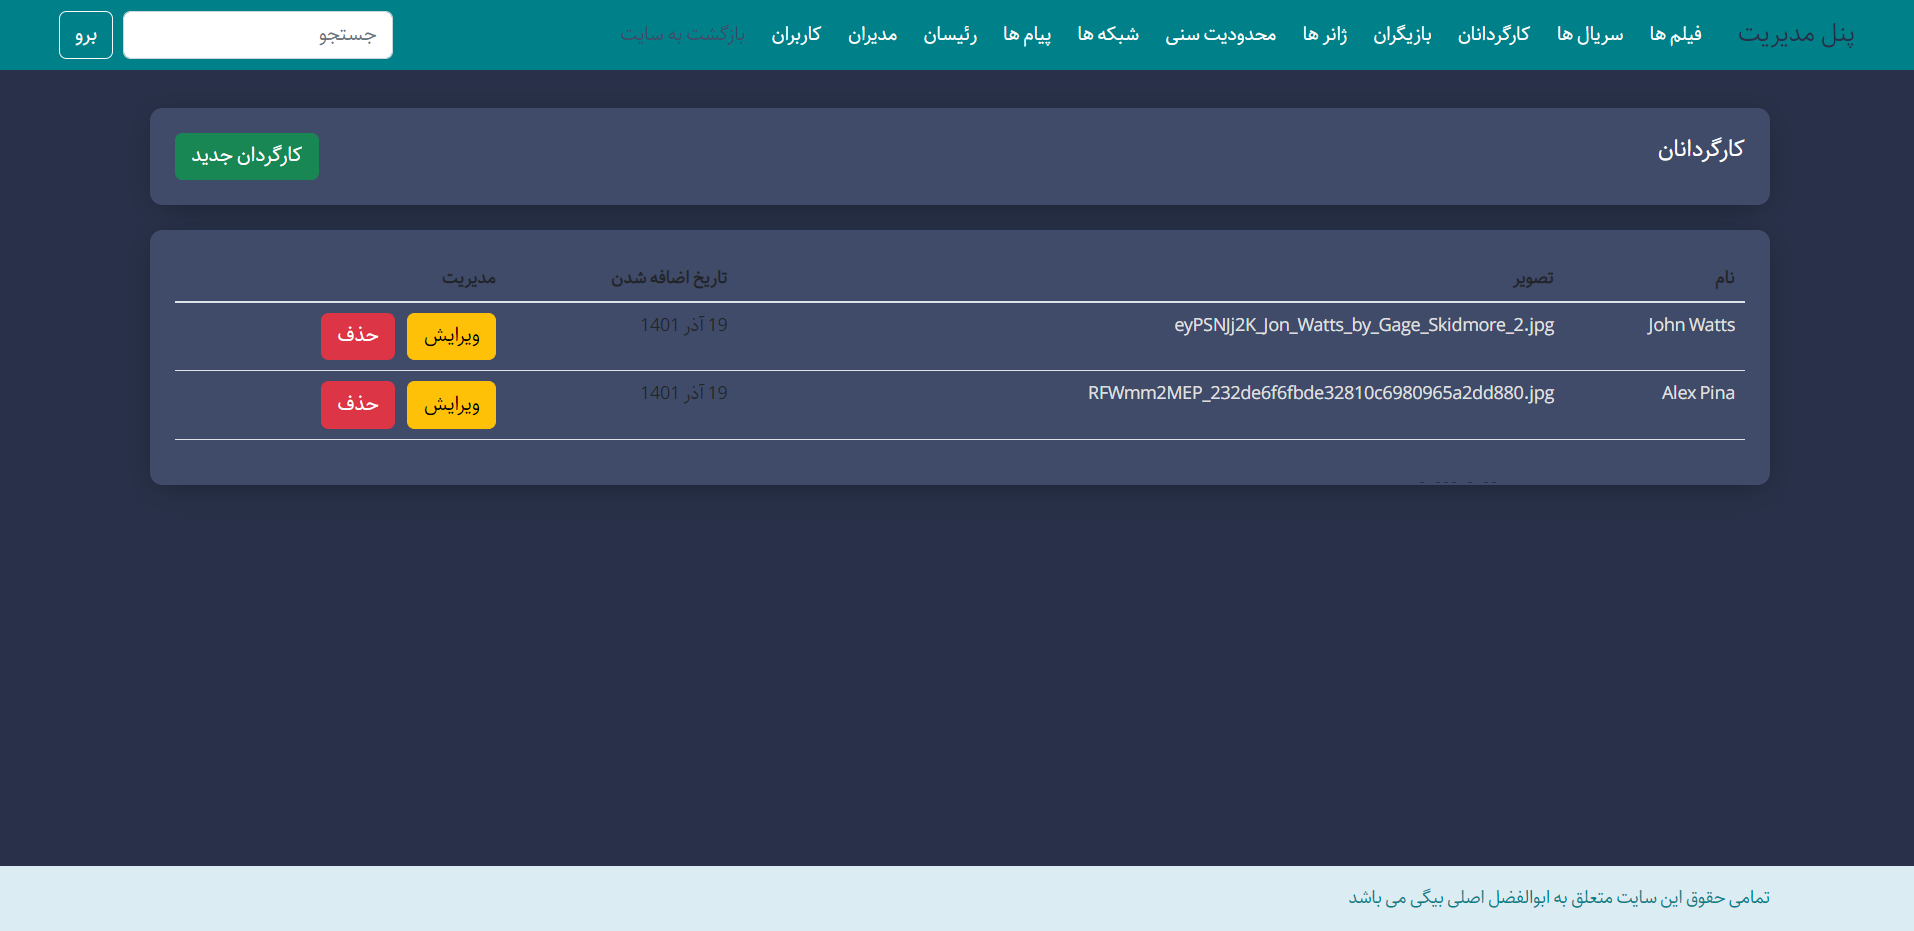 پنل مدیریت فیلم ها سریال ها کارگردانان بازیگران ژانر ها محدودیت سنی شبکه ها پیام ها رئیسان مدیران کاربران بازگشت به سایت جستجو برو
کارگردانان کارگردان جدید
نام تصویر تاریخ اضافه شدن مدیریت
John Watts eyPSNJj2K_Jon_Watts_by_Gage_Skidmore_2.jpg 19 آذر 1401 ویرایش حذف
Alex Pina RFWmm2MEP_232de6f6fbde32810c6980965a2dd880.jpg 19 آذر 1401 ویرایش حذف
تمامی حقوق این سایت متعلق به ابوالفضل اصلی بیگی می باشد